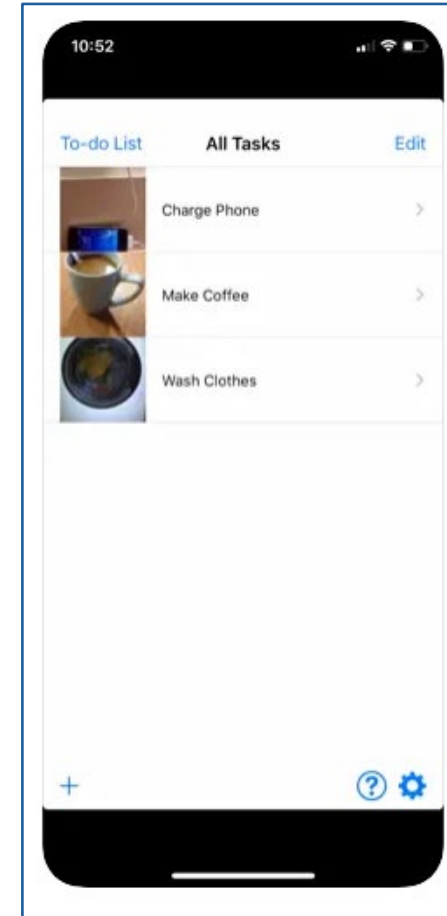 10:52
To-do List All Tasks Edit
Charge Phone
Make Coffee
Wash Clothes
+
?